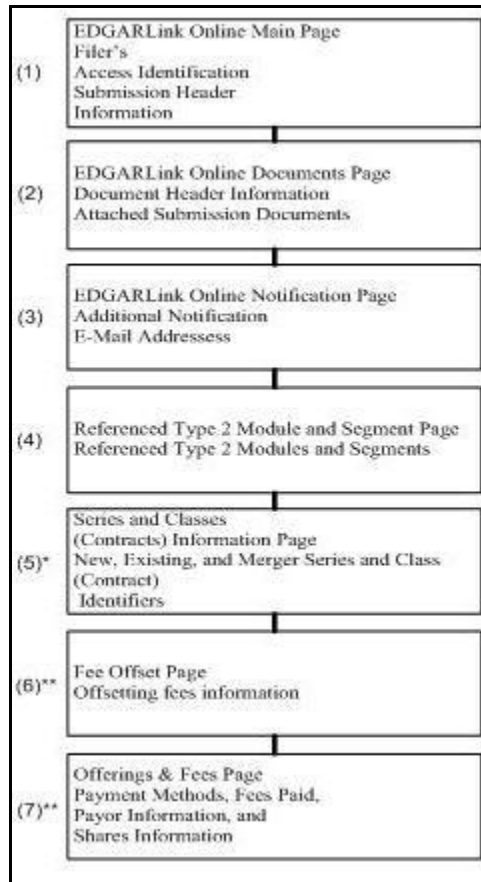 (1)
EDGARLink Online Main Page
Filer's
Access Identification
Submission Header
Information
(2)
EDGARLink Online Documents Page
Document Header Information
Attached Submission Documents
(3)
EDGARLink Online Notification Page
Additional Notification
E-Mail Addressess
(4)
Referenced Type 2 Module and Segment Page
Referenced Type 2 Modules and Segments
(5)*
Series and Classes
(Contracts) Information Page
New, Existing, and Merger Series and Class
(Contract)
Identifiers
(6)**
Fee Offset Page
Offsetting fees information
(7)**
Offerings & Fees Page
Payment Methods, Fees Paid,
Payor Information, and
Shares Information